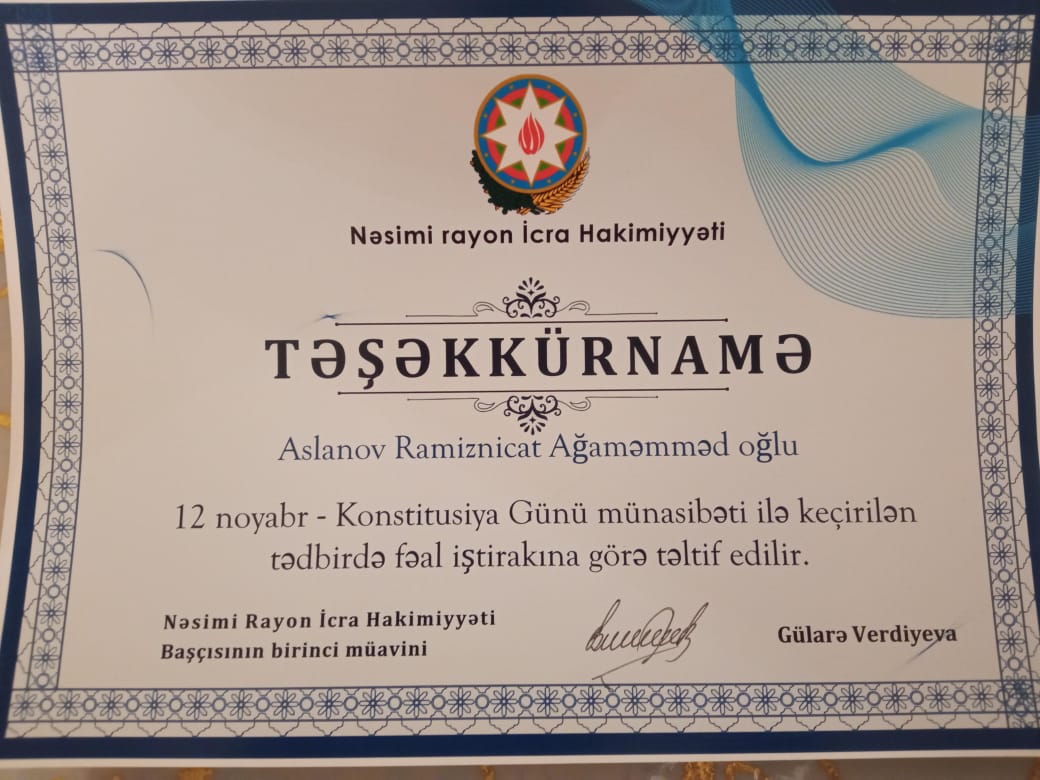 Nəsimi rayon İcra Hakimiyyəti
TƏŞƏKKÜRNAMƏ
Aslanov Ramiznicat Ağaməmməd oğlu
12 noyabr - Konstitusiya Günü münasibəti ilə keçirilən
tədbirdə fəal iştirakına görə təltif edilir.
Nəsimi Rayon İcra Hakimiyyəti
Başçısının birinci müavini
Gülarə Verdiyeva